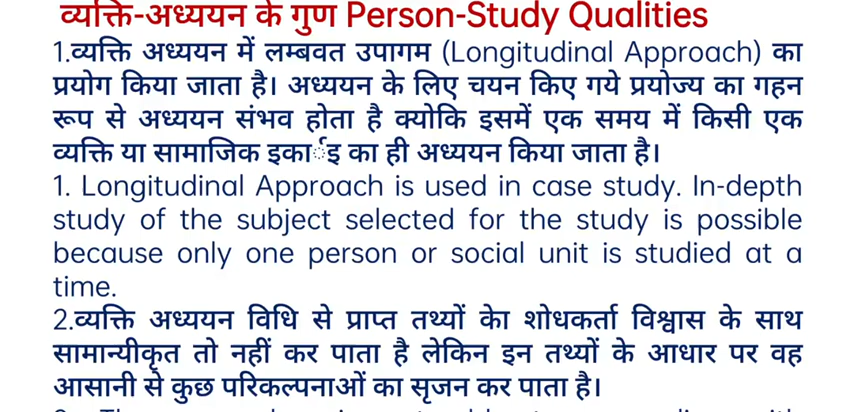 व्यक्ति-अध्ययन के गुण Person-Study Qualities
1.व्यक्ति अध्ययन में लम्बवत उपागम (Longitudinal Approach) का
प्रयोग किया जाता है। अध्ययन के लिए चयन किए गये प्रयोज्य का गहन
रूप से अध्ययन संभव होता है क्योकि इसमें एक समय में किसी एक
व्यक्ति या सामाजिक इकार्इ का ही अध्ययन किया जाता है।
1. Longitudinal Approach is used in case study. In-depth
study of the subject selected for the study is possible
because only one person or social unit is studied at a
time.
2.व्यक्ति अध्ययन विधि से प्राप्त तथ्यों केा शोधकर्ता विश्वास के साथ
सामान्यीकृत तो नहीं कर पाता है लेकिन इन तथ्यों के आधार पर वह
आसानी से कुछ परिकल्पनाओं का सृजन कर पाता है।